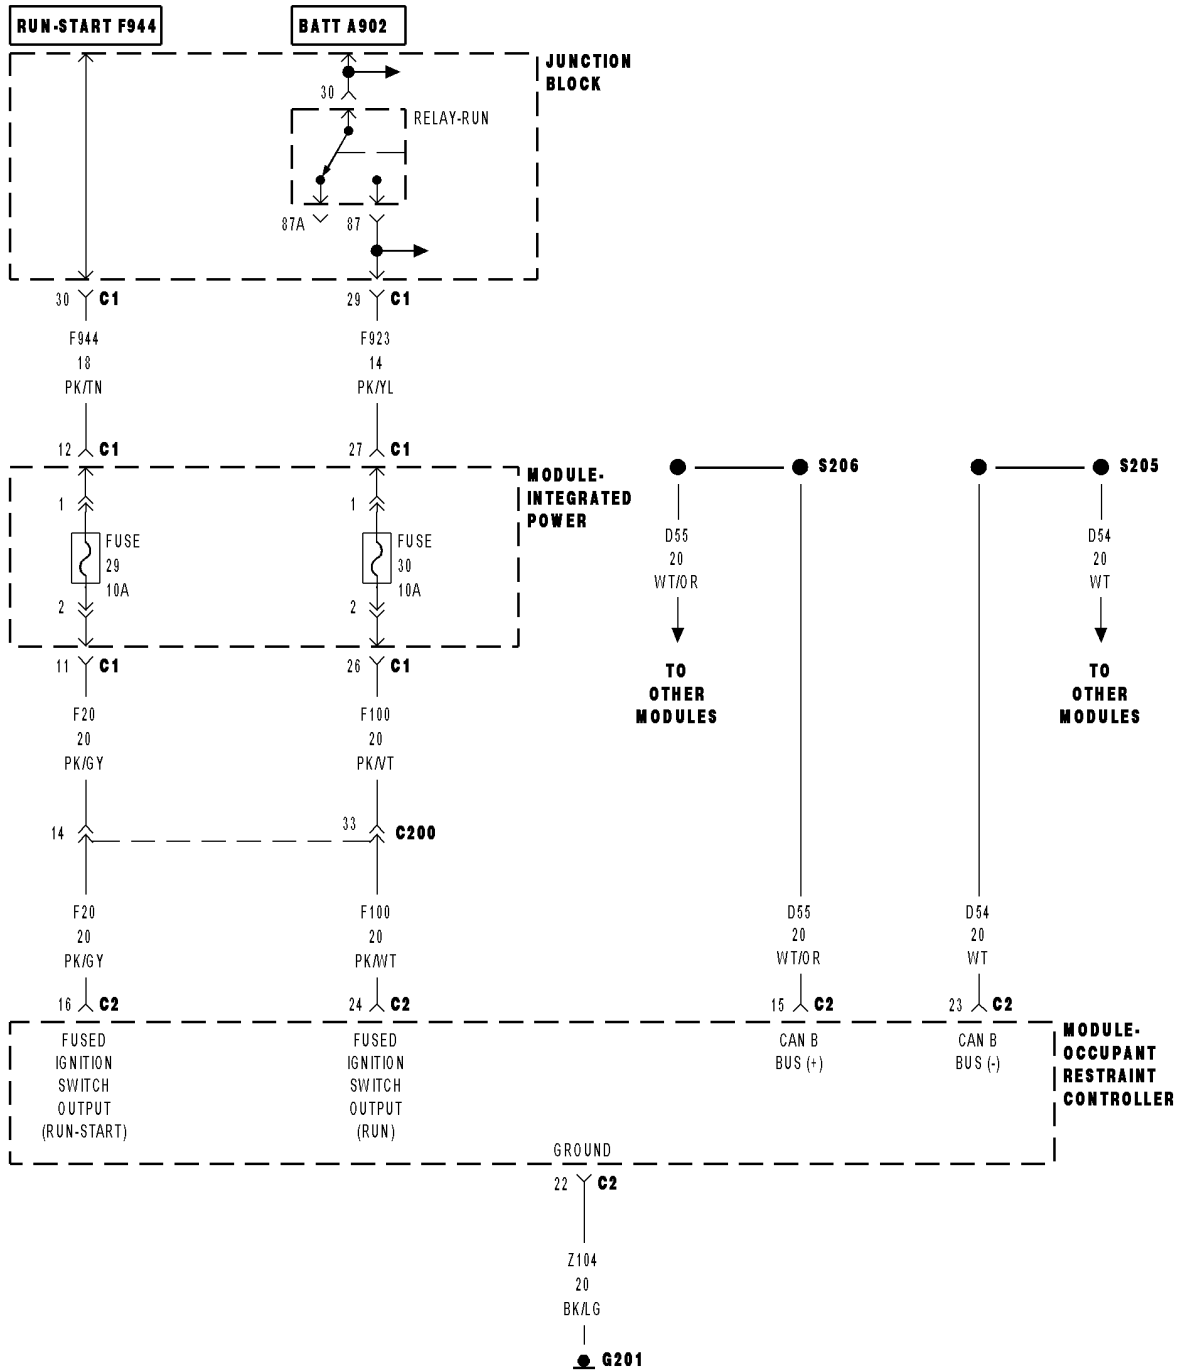 RUN-START F944
BATT A902
JUNCTION
BLOCK
30
RELAY-RUN
87A
87
30 C1
29 C1
F944
18
PK/TN
F923
14
PK/YL
12 C1
27 C1
MODULE-
INTEGRATED
POWER
S206
S205
1
1
FUSE
29
10A
FUSE
30
10A
2
2
D55
20
WT/OR
D54
20
WT
11 C1
26 C1
TO
OTHER
MODULES
TO
OTHER
MODULES
F20
20
PK/GY
F100
20
PK/VT
14
33
C200
F20
20
PK/GY
F100
20
PK/WT
D55
20
WT/OR
D54
20
WT
16 C2
24 C2
15 C2
23 C2
FUSED
IGNITION
SWITCH
OUTPUT
(RUN-START)
FUSED
IGNITION
SWITCH
OUTPUT
(RUN)
CAN B
BUS (+)
CAN B
BUS (-)
MODULE-
OCCUPANT
RESTRAINT
CONTROLLER
GROUND
22 C2
Z104
20
BK/LG
G201